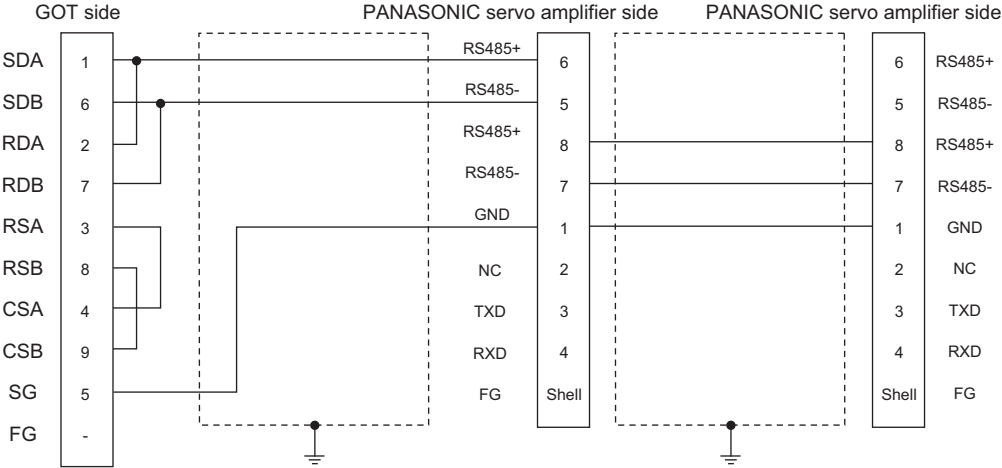 GOT side PANASONIC servo amplifier side PANASONIC servo amplifier side
SDA 1 RS485+ 6 6 RS485+
SDB 6 RS485- 5 5 RS485-
RDA 2 RS485+ 8 8 RS485+
RDB 7 RS485- 7 7 RS485-
RSA 3 GND 1 1 GND
RSB 8 NC 2 2 NC
CSA 4 TXD 3 3 TXD
CSB 9 RXD 4 4 RXD
SG 5 FG Shell Shell FG
FG -